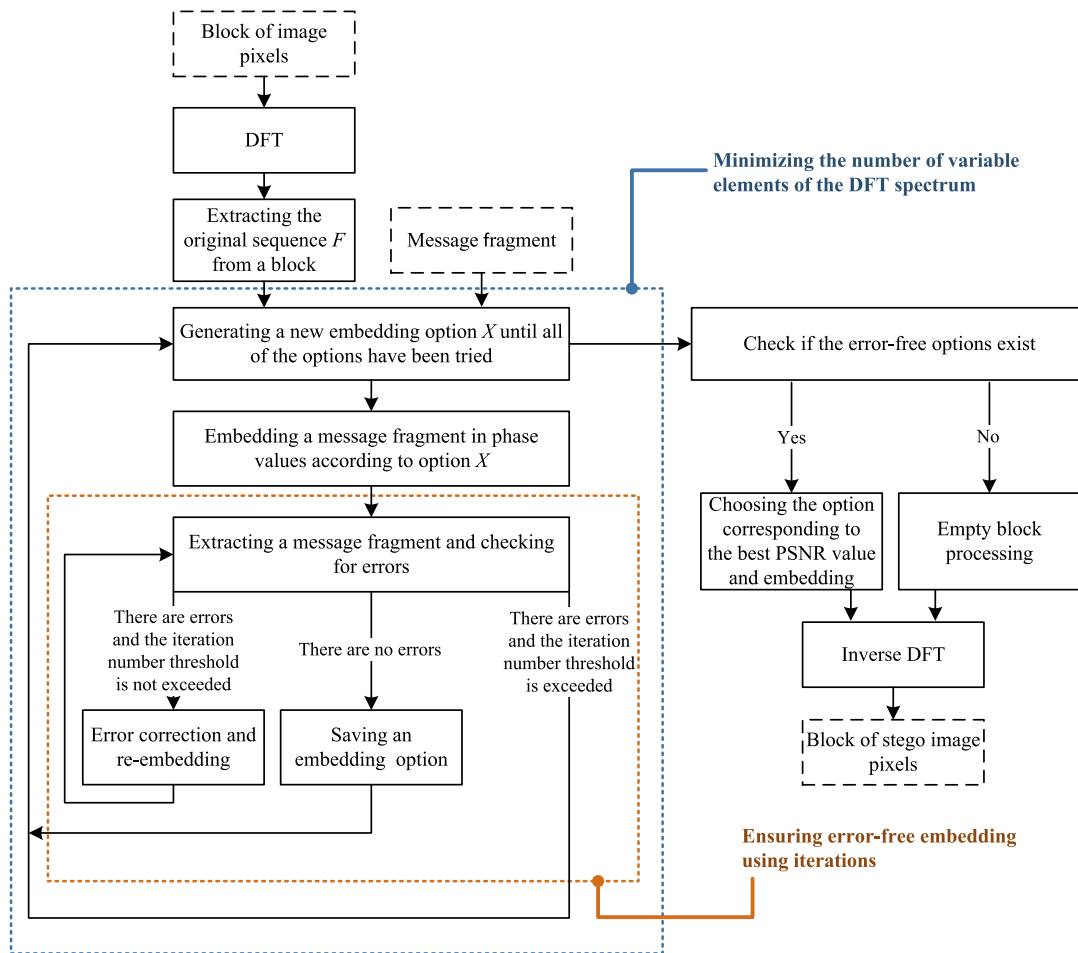 Block of image
pixels
DFT
Extracting the
original sequence F
from a block
Message fragment
Minimizing the number of variable
elements of the DFT spectrum
Generating a new embedding option X until all
of the options have been tried
Check if the error-free options exist
Embedding a message fragment in phase
values according to option X
Yes
No
Extracting a message fragment and checking
for errors
Choosing the option
corresponding to
the best PSNR value
and embedding
Empty block
processing
There are errors
and the iteration
number threshold
is not exceeded
There are no errors
There are errors
and the iteration
number threshold
is exceeded
Inverse DFT
Error correction and
re-embedding
Saving an
embedding option
Block of stego image
pixels
Ensuring error-free embedding
using iterations